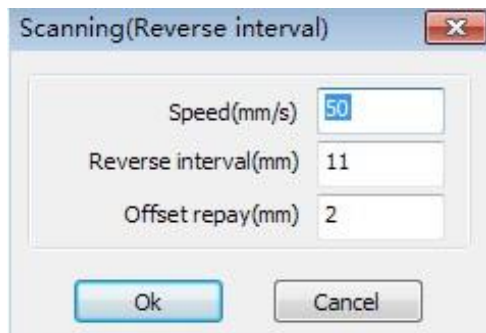 Scanning(Reverse interval)
Speed(mm/s) 50
Reverse interval(mm) 11
Offset repay(mm) 2
Ok Cancel